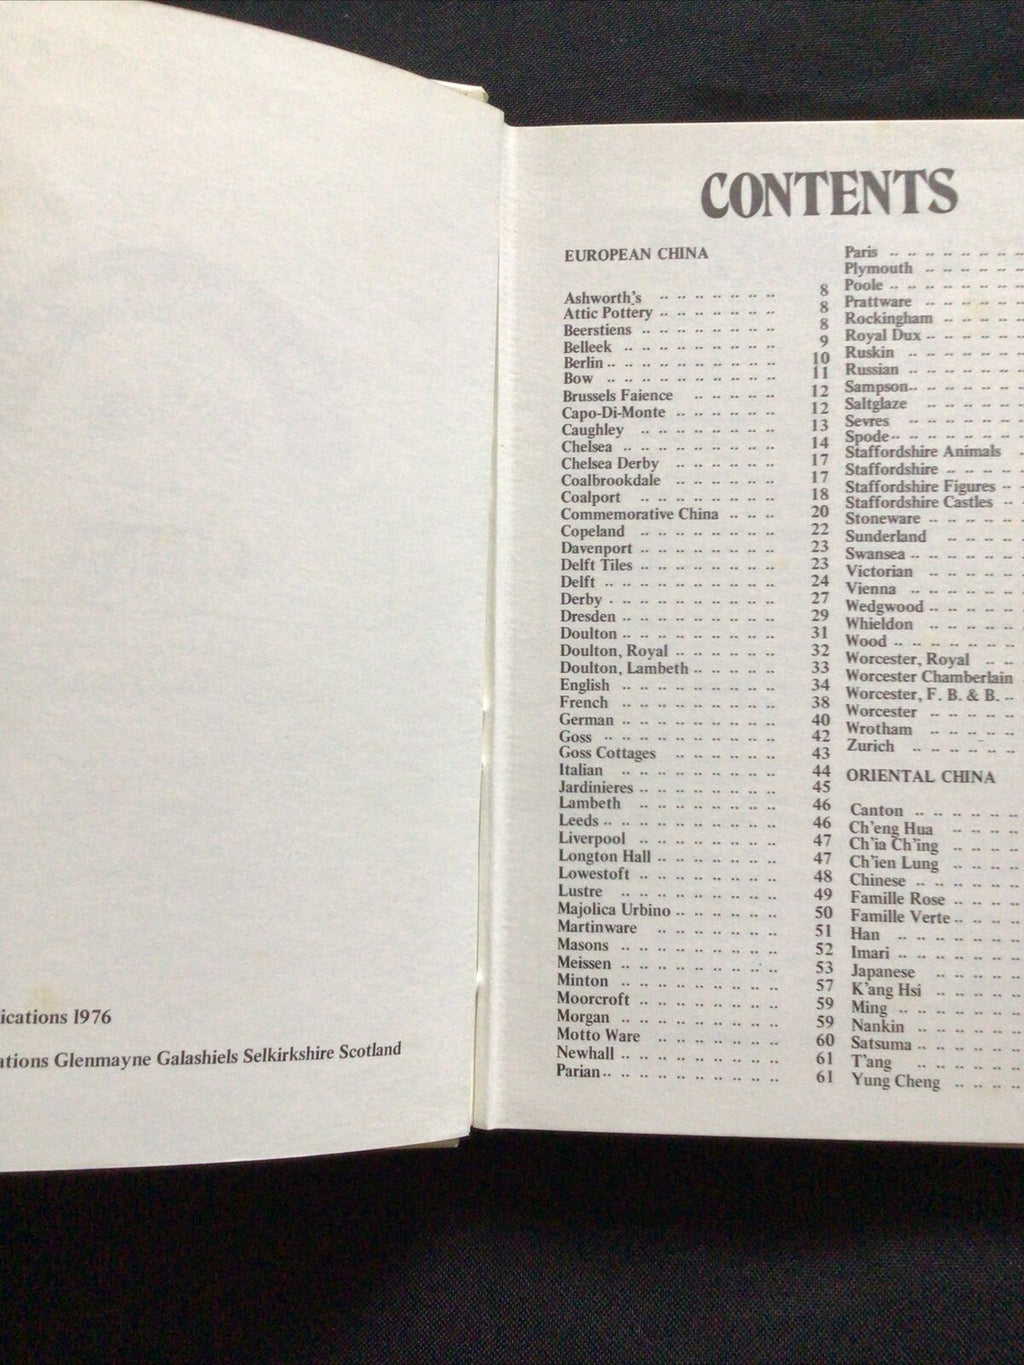 ications 1976
ations Glenmayne Galashiels Selkirkshire Scotland
CONTENTS
EUROPEAN CHINA
Ashworth's 8
Attic Pottery 8
Beerstiens 8
Belleek 9
Berlin 10
Bow 11
Brussels Faience 12
Capo-Di-Monte 12
Caughley 13
Chelsea 14
Chelsea Derby 17
Coalbrookdale 17
Coalport 18
Commemorative China 20
Copeland 22
Davenport 23
Delft Tiles 23
Delft 24
Derby 27
Dresden 29
Doulton 31
Doulton, Royal 32
Doulton, Lambeth 33
English 34
French 38
German 40
Goss 42
Goss Cottages 43
Italian 44
Jardinieres 45
Lambeth 46
Leeds 46
Liverpool 47
Longton Hall 47
Lowestoft 48
Lustre 49
Majolica Urbino 50
Martinware 51
Masons 52
Meissen 53
Minton 57
Moorcroft 59
Morgan 59
Motto Ware 60
Newhall 61
Parian 61
Paris
Plymouth
Poole
Prattware
Rockingham
Royal Dux
Ruskin
Russian
Sampson
Saltglaze
Sevres
Spode
Staffordshire Animals
Staffordshire
Staffordshire Figures
Staffordshire Castles
Stoneware
Sunderland
Swansea
Victorian
Vienna
Wedgwood
Whieldon
Wood
Worcester, Royal
Worcester Chamberlain
Worcester, F. B. & B.
Worcester
Wrotham
Zurich
ORIENTAL CHINA
Canton
Ch'eng Hua
Ch'ia Ch'ing
Ch'ien Lung
Chinese
Famille Rose
Famille Verte
Han
Imari
Japanese
K'ang Hsi
Ming
Nankin
Satsuma
T'ang
Yung Cheng